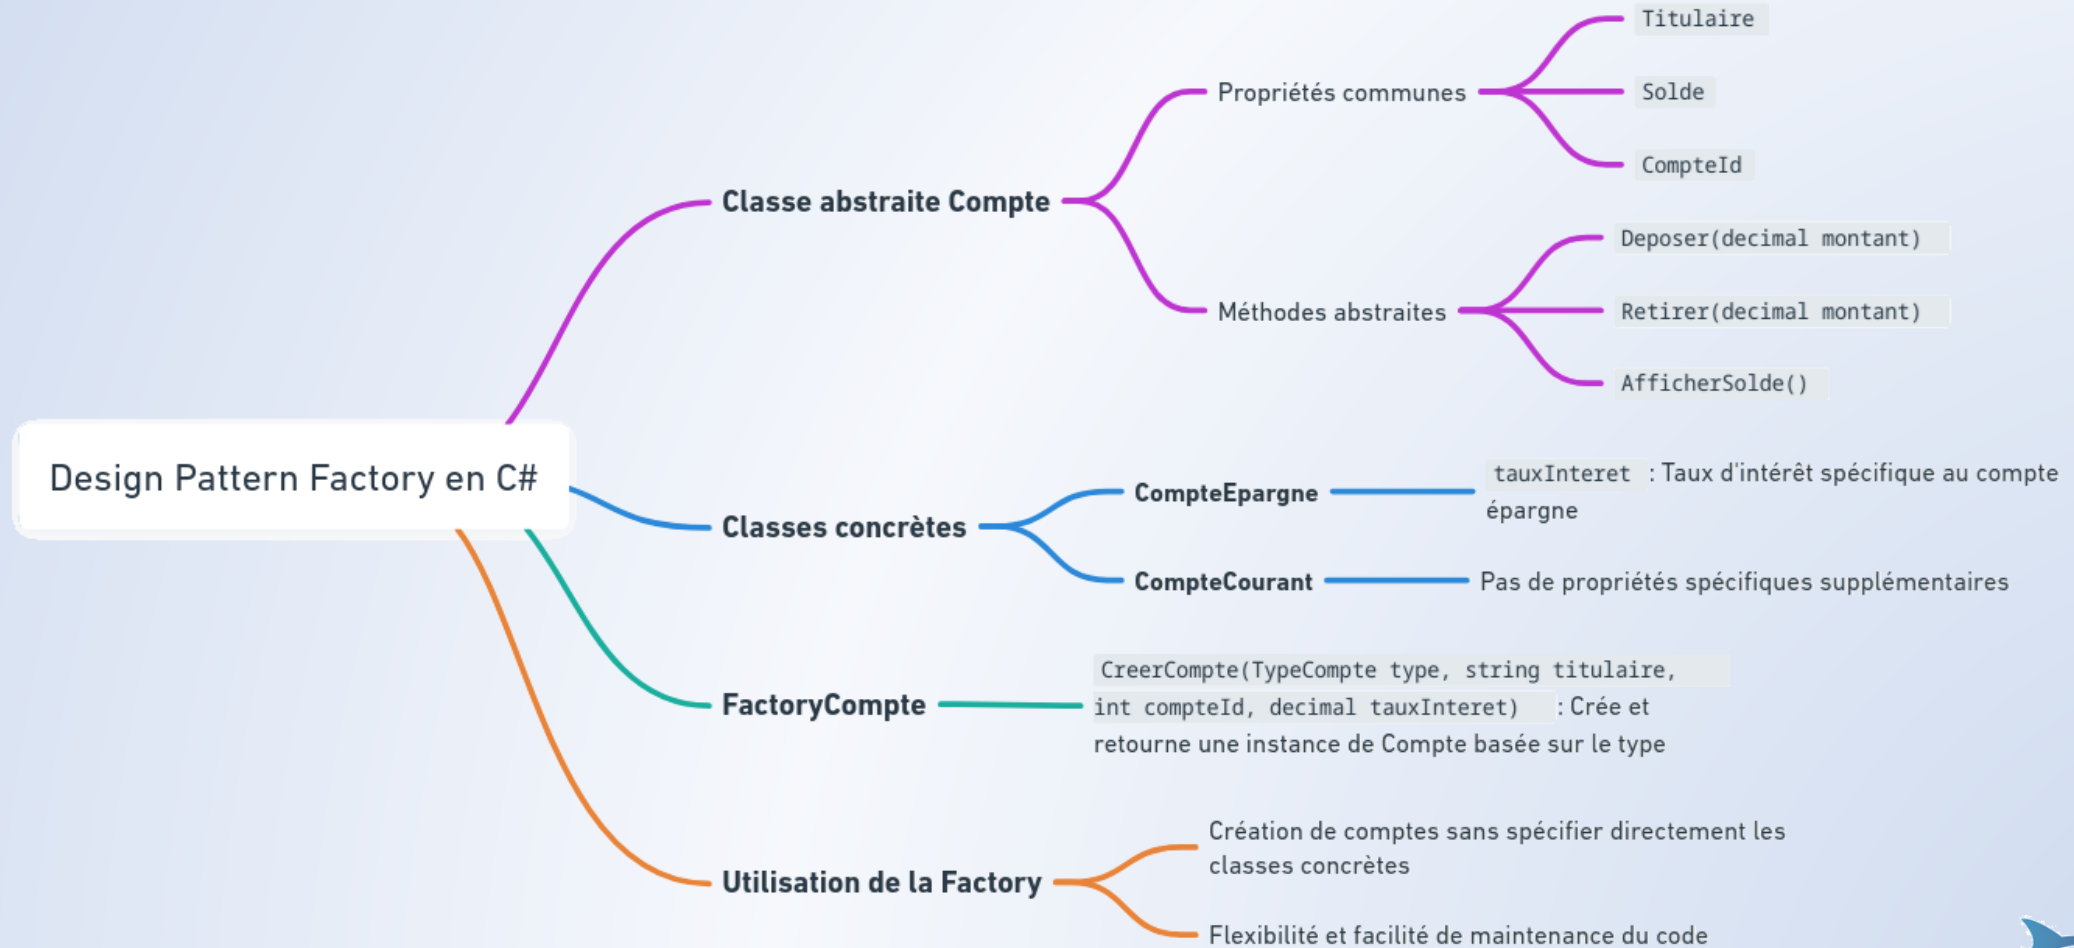 Design Pattern Factory en C#
Classe abstraite Compte
Propriétés communes
Titulaire
Solde
CompteId
Méthodes abstraites
Deposer(decimal montant)
Retirer(decimal montant)
AfficherSolde()
Classes concrètes
CompteEpargne
tauxInteret : Taux d'intérêt spécifique au compte
épargne
CompteCourant
Pas de propriétés spécifiques supplémentaires
FactoryCompte
CreerCompte(TypeCompte type, string titulaire,
int compteId, decimal tauxInteret) : Crée et
retourne une instance de Compte basée sur le type
Utilisation de la Factory
Création de comptes sans spécifier directement les
classes concrètes
Flexibilité et facilité de maintenance du code